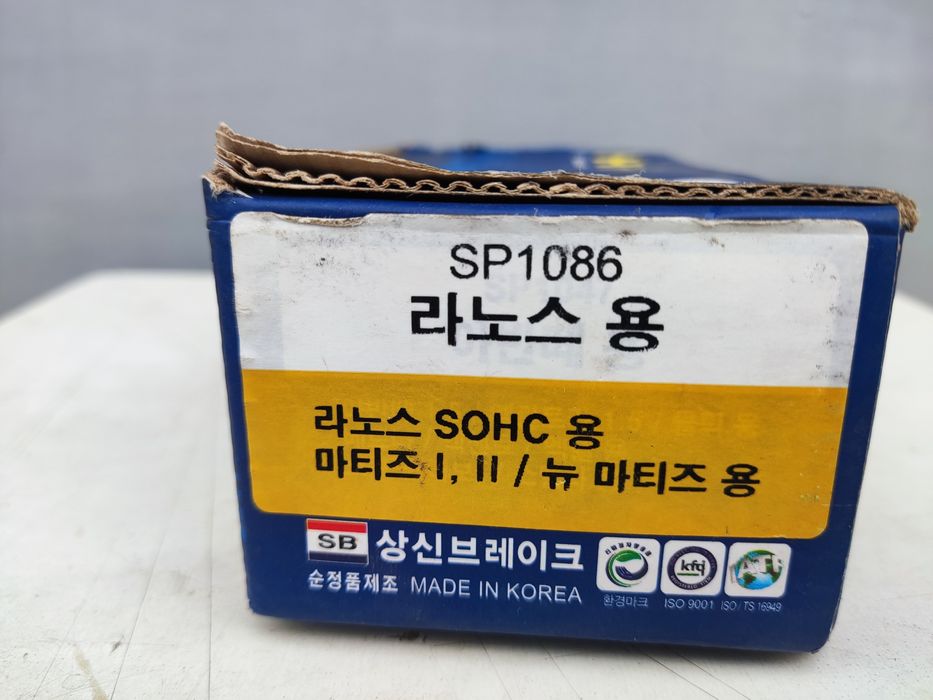 SP1086
라노스 용
라노스 SOHC 용
마티즈 I, II / 뉴 마티즈 용
SB 상신브레이크
순정품제조 MADE IN KOREA
kfq
환경마크 ISO 9001 ISO / TS 16949